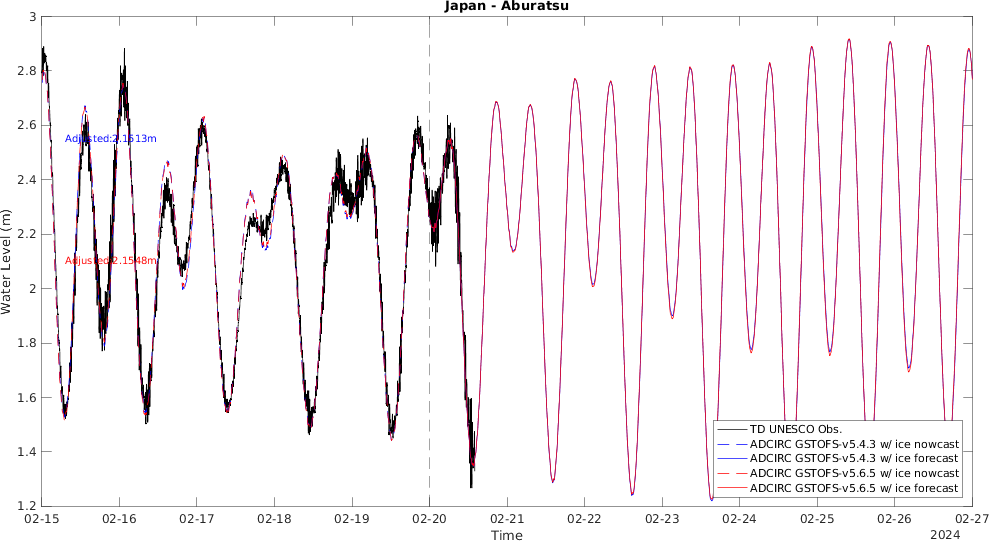 Japan - Aburatsu
3
2.8
2.6
2.4
2.2
2
1.8
1.6
1.4
1.2
Water Level (m)
Adjusted:2.1513m
Adjusted:2.1548m
TD UNESCO Obs.
ADCIRC GSTOFS-v5.4.3 w/ ice nowcast
ADCIRC GSTOFS-v5.4.3 w/ ice forecast
ADCIRC GSTOFS-v5.6.5 w/ ice nowcast
ADCIRC GSTOFS-v5.6.5 w/ ice forecast
02-15 02-16 02-17 02-18 02-19 02-20 02-21 02-22 02-23 02-24 02-25 02-26 02-27
Time
2024